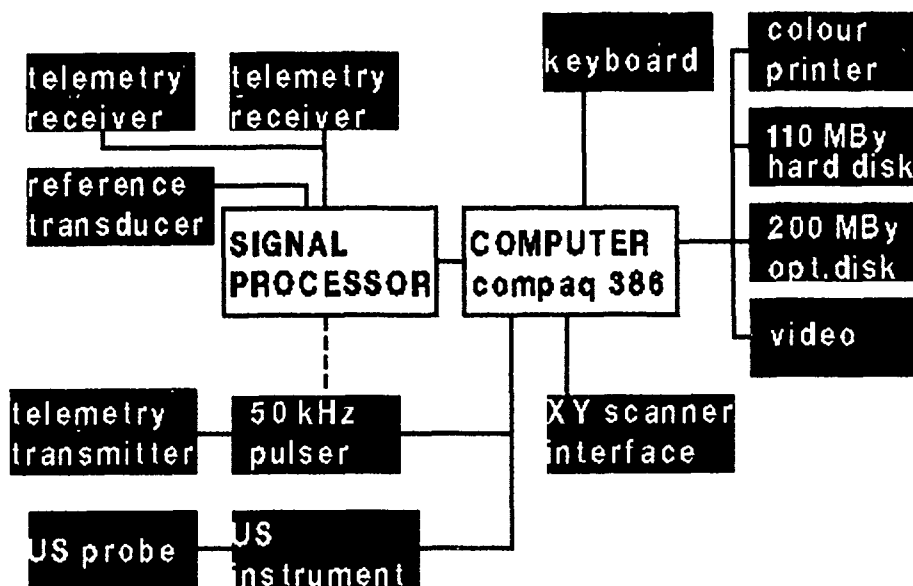 telemetry
receiver
telemetry
receiver
keyboard
colour
printer
110 MBy
hard disk
reference
transducer
SIGNAL
PROCESSOR
COMPUTER
compaq 386
200 MBy
opt.disk
video
telemetry
transmitter
50 kHz
pulser
XY scanner
interface
US probe
US
instrument